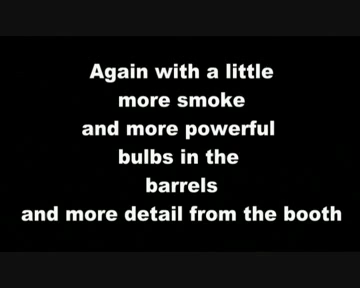 Again with a little
more smoke
and more powerful
bulbs in the
barrels
and more detail from the booth